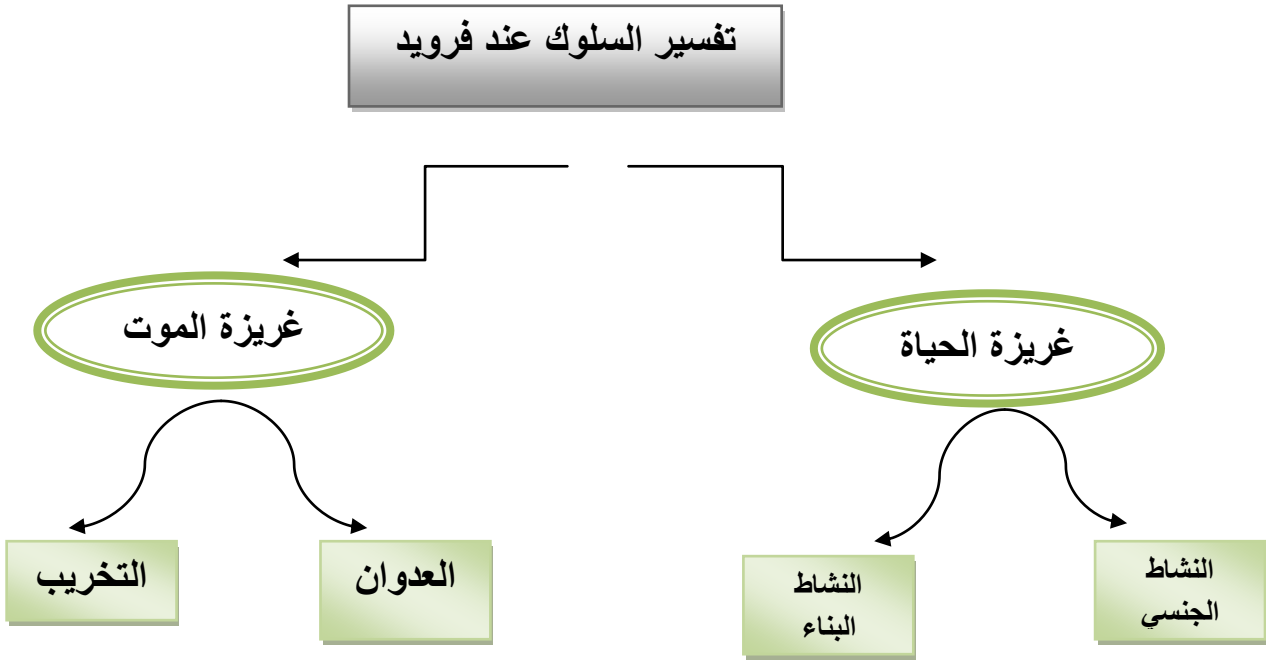 تفسير السلوك عند فرويد
غريزة الحياة
غريزة الموت
النشاط
الجنسي
النشاط
البناء
العدوان
التخريب